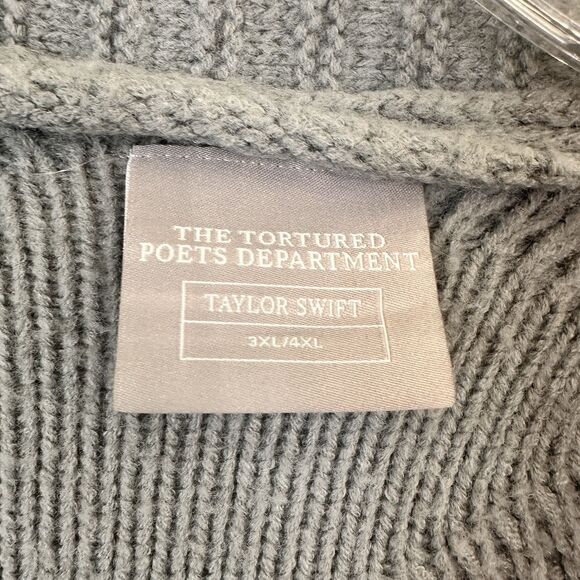 THE TORTURED
POETS DEPARTMENT
TAYLOR SWIFT
3XL/4XL